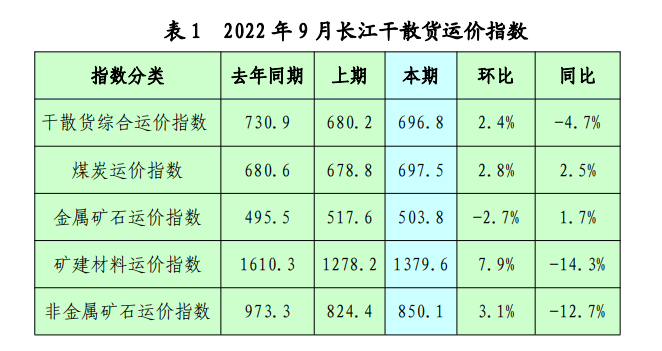 表1 2022年9月长江干散货运价指数
指数分类 去年同期 上期 本期 环比 同比
干散货综合运价指数 730.9 680.2 696.8 2.4% -4.7%
煤炭运价指数 680.6 678.8 697.5 2.8% 2.5%
金属矿石运价指数 495.5 517.6 503.8 -2.7% 1.7%
矿建材料运价指数 1610.3 1278.2 1379.6 7.9% -14.3%
非金属矿石运价指数 973.3 824.4 850.1 3.1% -12.7%